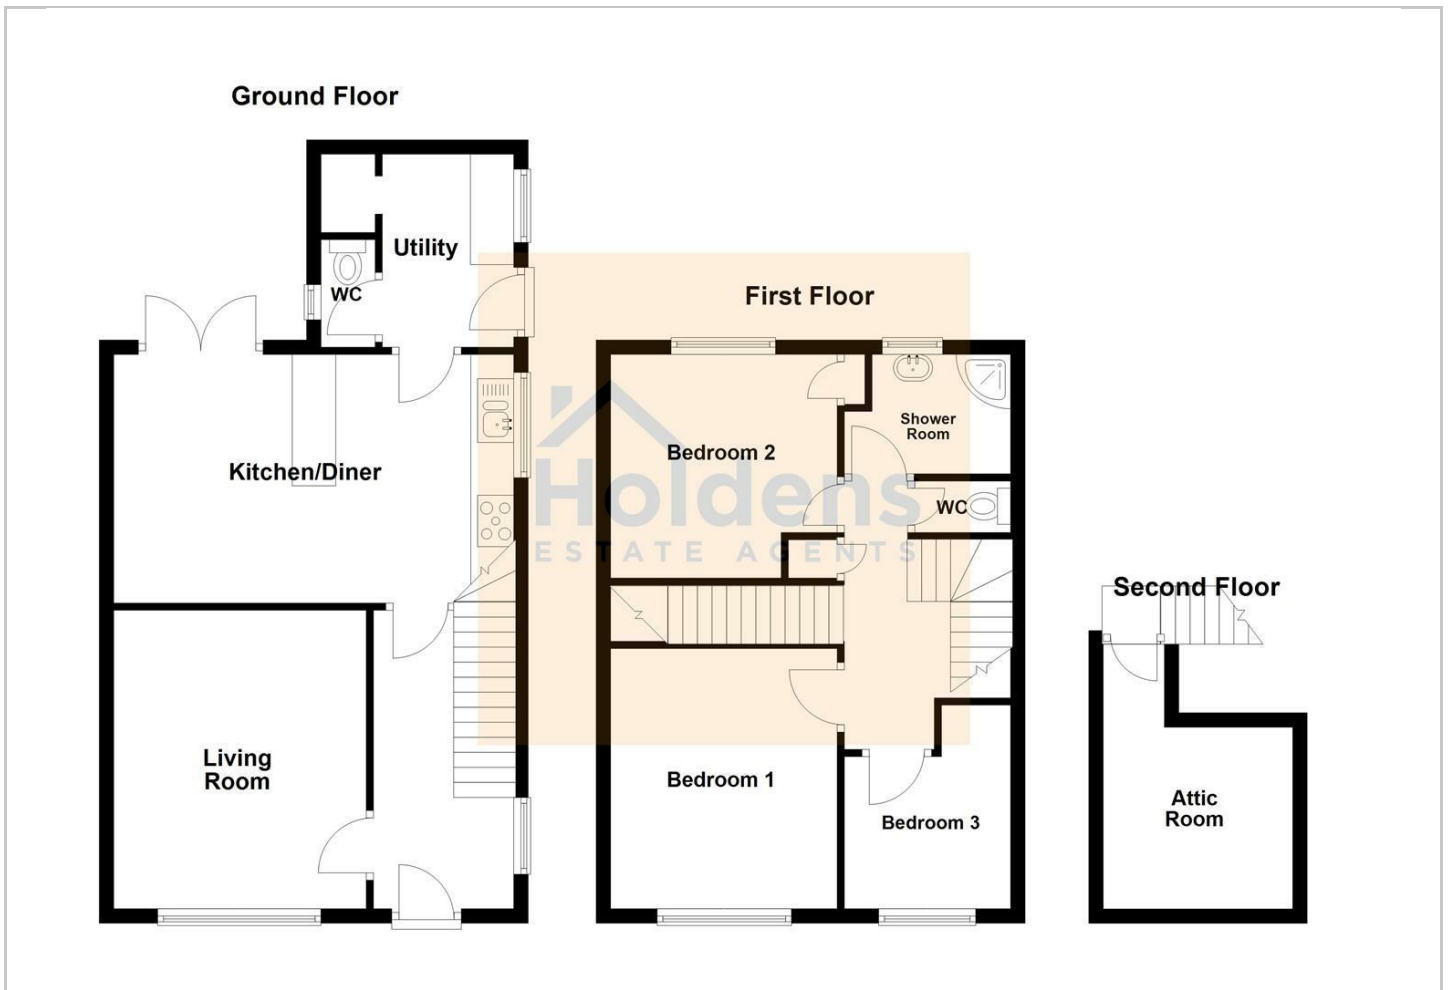 Ground Floor
Utility
WC
Kitchen/Diner
Living
Room
First Floor
Bedroom 2
Shower
Room
WC
Holdens
ESTATE AGENTS
Bedroom 1
Bedroom 3
Second Floor
Attic
Room